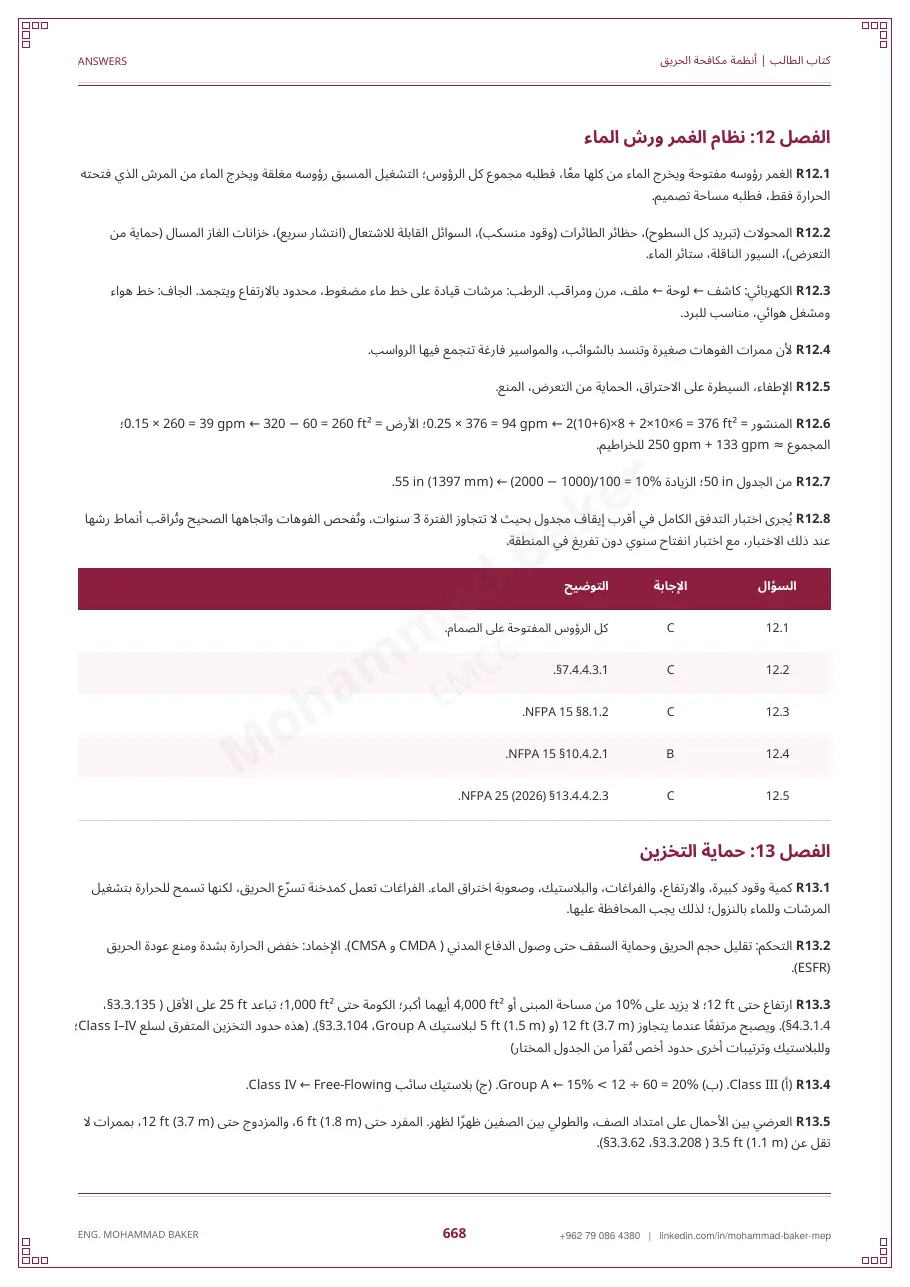 كتاب الطالب | أنظمة مكافحة الحريق
ANSWERS
الفصل 12: نظام الغمر ورش الماء
R12.1 الغمر رؤوسه مفتوحة ويخرج الماء من كلها معًا، فطلبه مجموع كل الرؤوس؛ التشغيل المسبق رؤوسه مغلقة ويخرج الماء من المرش الذي فتحته
الحرارة فقط، فطلبه مساحة تصميم.
R12.2 المحولات (تبريد كل السطوح)، حظائر الطائرات (وقود منسكب)، السوائل القابلة للاشتعال (انتشار سريع)، خزانات الغاز المسال (حماية من
التعرض)، السيور الناقلة، ستائر الماء.
R12.3 الكهربائي: كاشف ← لوحة ← ملف، مرن ومراقب. الرطب: مرشات قيادة على خط ماء مضغوط، محدود بالارتفاع ويتجمد. الجاف: خط هواء
ومشغل هوائي، مناسب للبرد.
R12.4 لأن ممرات الفوهات صغيرة وتنسد بالشوائب، والمواسير فارغة تتجمع فيها الرواسب.
R12.5 الإطفاء، السيطرة على الاحتراق، الحماية من التعرض، المنع.
R12.6 المنشور = 2(10+6)×8 + 2×10×6 = 376 ft² ← 0.25 × 376 = 94 gpm؛ الأرض = 320 − 60 = 260 ft² ← 0.15 × 260 = 39 gpm؛
المجموع ≈ 133 gpm + 250 gpm للخراطيم.
R12.7 من الجدول 50 in؛ الزيادة 10% = 100/(1000 − 2000) ← 55 in (1397 mm).
R12.8 يُجرى اختبار التدفق الكامل في أقرب إيقاف مجدول بحيث لا تتجاوز الفترة 3 سنوات، وتُفحص الفوهات واتجاهها الصحيح وتُراقب أنماط رشها
عند ذلك الاختبار، مع اختبار انفتاح سنوي دون تفريغ في المنطقة.
السؤال الإجابة التوضيح
12.1 C كل الرؤوس المفتوحة على الصمام.
12.2 C §7.4.4.3.1.
12.3 C NFPA 15 §8.1.2.
12.4 B NFPA 15 §10.4.2.1.
12.5 C NFPA 25 (2026) §13.4.4.2.3.
الفصل 13: حماية التخزين
R13.1 كمية وقود كبيرة، والارتفاع، والفراغات، والبلاستيك، وصعوبة اختراق الماء. الفراغات تعمل كمدخنة تسرّع الحريق، لكنها تسمح للحرارة بتشغيل
المرشات وللماء بالنزول؛ لذلك يجب المحافظة عليها.
R13.2 التحكم: تقليل حجم الحريق وحماية السقف حتى وصول الدفاع المدني ( CMDA و CMSA). الإخماد: خفض الحرارة بشدة ومنع عودة الحريق
(ESFR).
R13.3 ارتفاع حتى 12 ft؛ لا يزيد على 10% من مساحة المبنى أو 4,000 ft² أيهما أكبر؛ الكومة حتى 1,000 ft²؛ تباعد 25 ft على الأقل ( §3.3.135،
§4.3.1.4). ويصبح مرتفعًا عندما يتجاوز 12 ft (3.7 m) (و 5 ft (1.5 m) لبلاستيك Group A، §3.3.104). (هذه حدود التخزين المتفرق لسلع Class I–IV؛
وللبلاستيك وترتيبات أخرى حدود أخص تُقرأ من الجدول المختار)
R13.4 (أ) Class III. (ب) 20% = 60 ÷ 12 > 15% ← Group A. (ج) بلاستيك سائب Free-Flowing ← Class IV.
R13.5 العرضي بين الأحمال على امتداد الصف، والطولي بين الصفين ظهرًا لظهر. المفرد حتى 6 ft (1.8 m)، والمزدوج حتى 12 ft (3.7 m)، بممرات لا
تقل عن 3.5 ft (1.1 m) ( §3.3.208، §3.3.62).
Mohammad Baker
EMCC
ENG. MOHAMMAD BAKER
668
+962 79 086 4380 | linkedin.com/in/mohammad-baker-mep